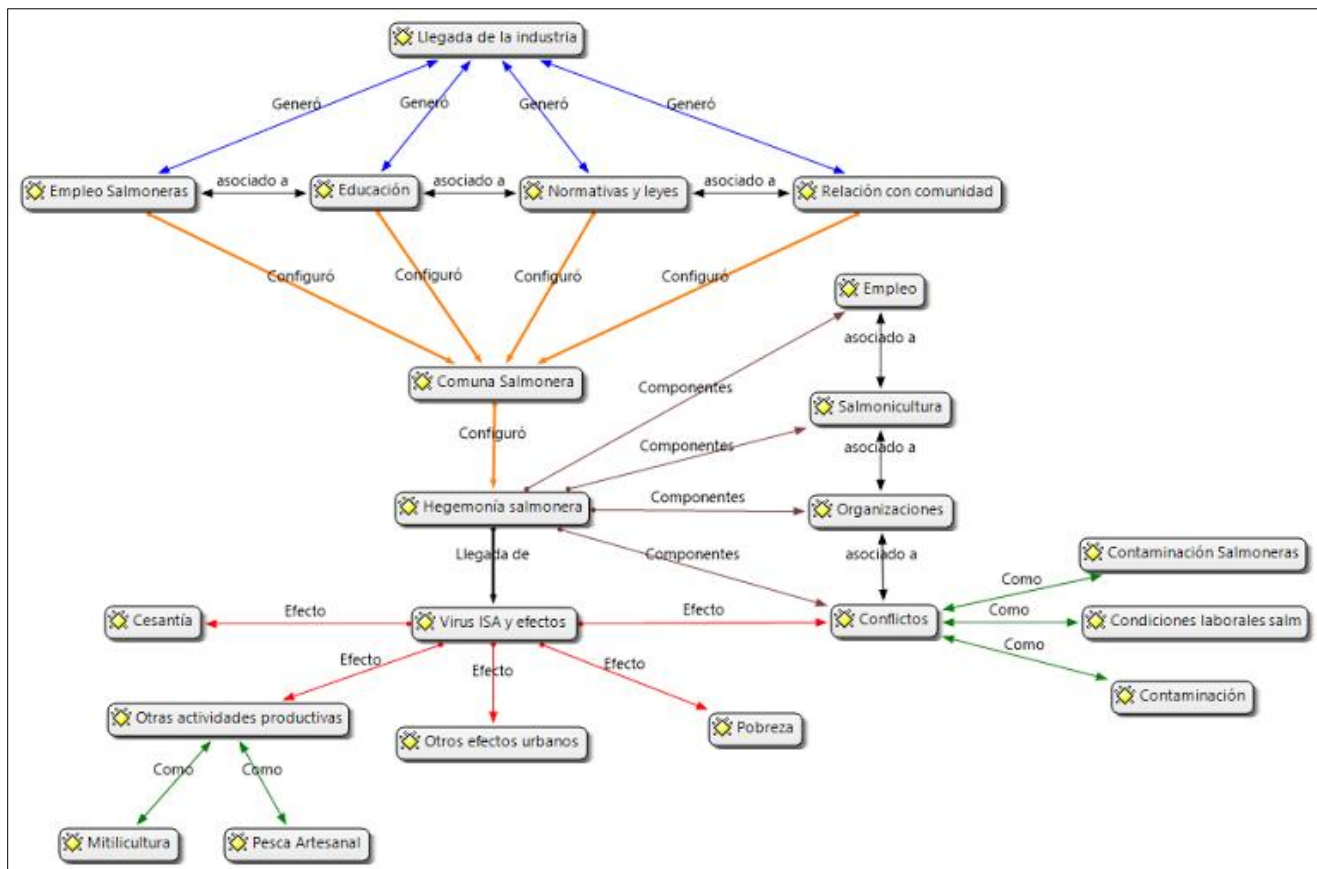 Llegada de la industria
Generó
Generó
Generó
Generó
Empleo Salmoneras
asociado a
Educación
asociado a
Normativas y leyes
asociado a
Relación con comunidad
Configuró
Configuró
Configuró
Configuró
Empleo
asociado a
Comuna Salmonera
Componentes
Salmonicultura
Configuró
Componentes
asociado a
Hegemonía salmonera
Componentes
Organizaciones
Llegada de
Componentes
asociado a
Contaminación Salmoneras
Como
Cesantía
Efecto
Virus ISA y efectos
Efecto
Conflictos
Como
Condiciones laborales salm
Como
Efecto
Efecto
Efecto
Contaminación
Otras actividades productivas
Otros efectos urbanos
Pobreza
Como
Como
Mitilicultura
Pesca Artesanal